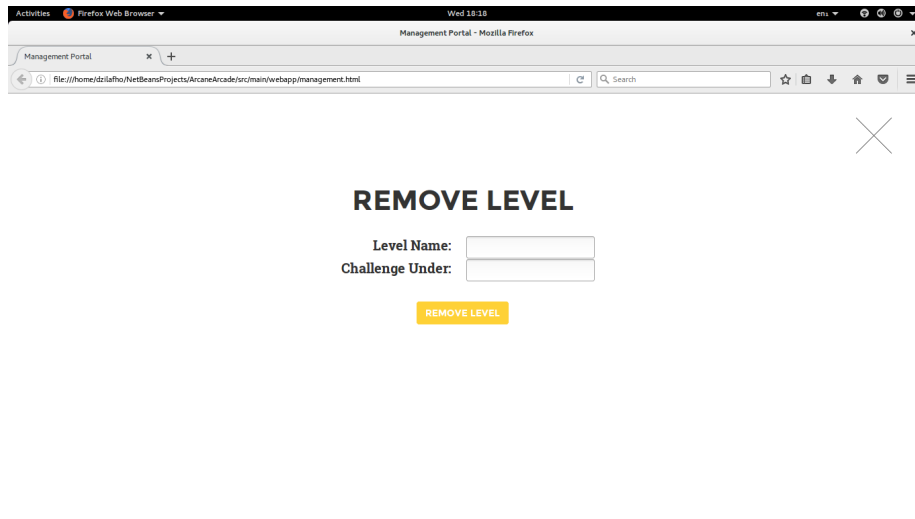 Activities Firefox Web Browser Wed 18:18 en₁
Management Portal - Mozilla Firefox
Management Portal
file:///home/dzilafho/NetBeansProjects/ArcaneArcade/src/main/webapp/management.html Search
REMOVE LEVEL
Level Name:
Challenge Under:
REMOVE LEVEL